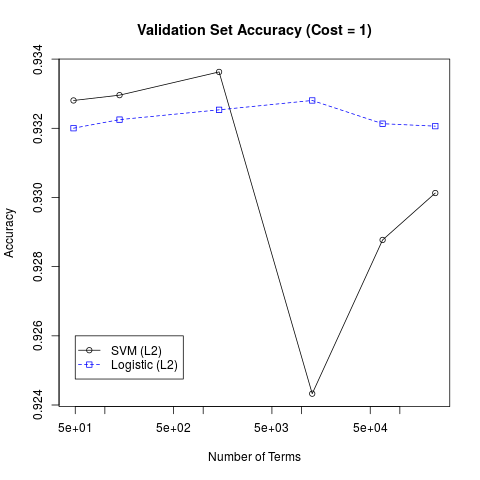 Validation Set Accuracy (Cost = 1)
Accuracy
0.934
0.932
0.930
0.928
0.926
0.924
SVM (L2)
Logistic (L2)
5e+01 5e+02 5e+03 5e+04
Number of Terms